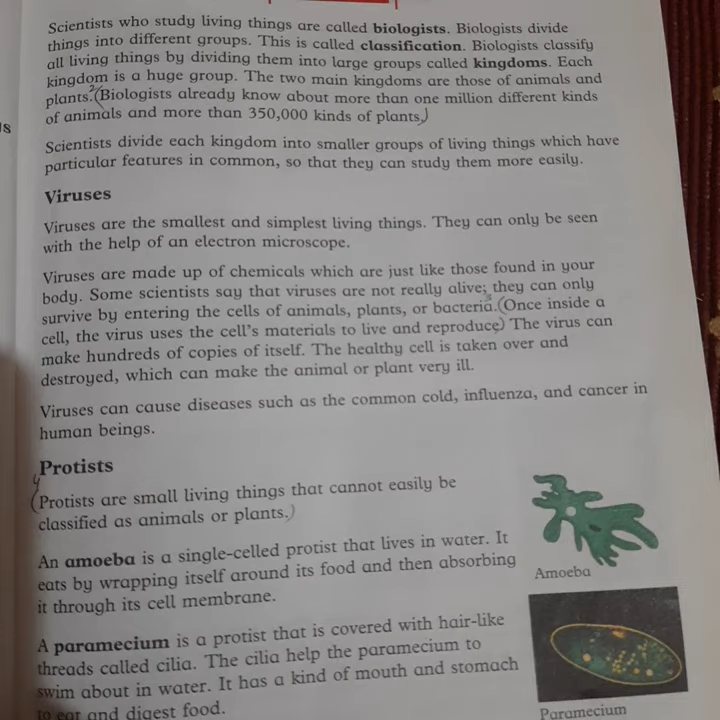 Scientists who study living things are called biologists. Biologists divide
things into different groups. This is called classification. Biologists classify
all living things by dividing them into large groups called kingdoms. Each
kingdom is a huge group. The two main kingdoms are those of animals and
plants. (Biologists already know about more than one million different kinds
of animals and more than 350,000 kinds of plants.)
Scientists divide each kingdom into smaller groups of living things which have
particular features in common, so that they can study them more easily.
Viruses
Viruses are the smallest and simplest living things. They can only be seen
with the help of an electron microscope.
Viruses are made up of chemicals which are just like those found in your
body. Some scientists say that viruses are not really alive; they can only
survive by entering the cells of animals, plants, or bacteria. (Once inside a
cell, the virus uses the cell's materials to live and reproduce.) The virus can
make hundreds of copies of itself. The healthy cell is taken over and
destroyed, which can make the animal or plant very ill.
Viruses can cause diseases such as the common cold, influenza, and cancer in
human beings.
Protists
(Protists are small living things that cannot easily be
classified as animals or plants.)
An amoeba is a single-celled protist that lives in water. It
eats by wrapping itself around its food and then absorbing
it through its cell membrane.
Amoeba
A paramecium is a protist that is covered with hair-like
threads called cilia. The cilia help the paramecium to
swim about in water. It has a kind of mouth and stomach
to eat and digest food.
Paramecium